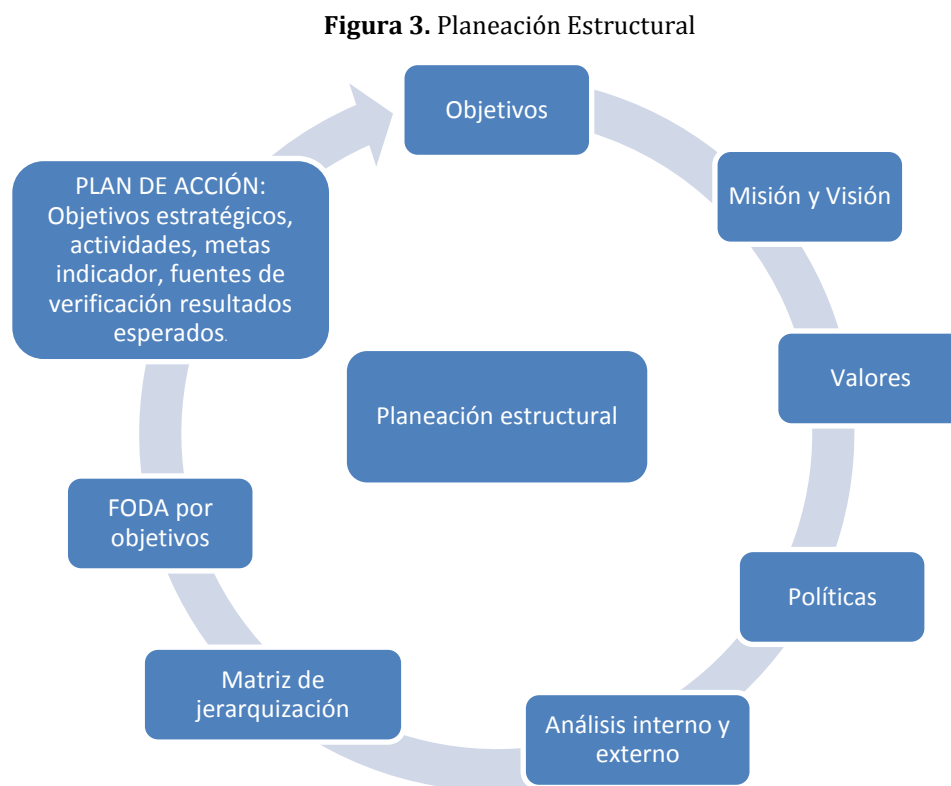 Figura 3. Planeación Estructural
Objetivos
Misión y Visión
Valores
Políticas
Análisis interno y
externo
Matriz de
jerarquización
FODA por
objetivos
PLAN DE ACCIÓN:
Objetivos estratégicos,
actividades, metas
indicador, fuentes de
verificación resultados
esperados.
Planeación estructural